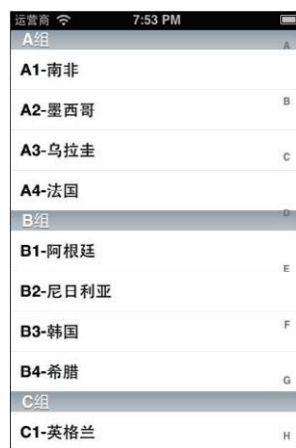 运营商 7:53 PM
A组
A1-南非
A2-墨西哥
A3-乌拉圭
A4-法国
B组
B1-阿根廷
B2-尼日利亚
B3-韩国
B4-希腊
C组
C1-英格兰
A
B
C
D
E
F
G
H